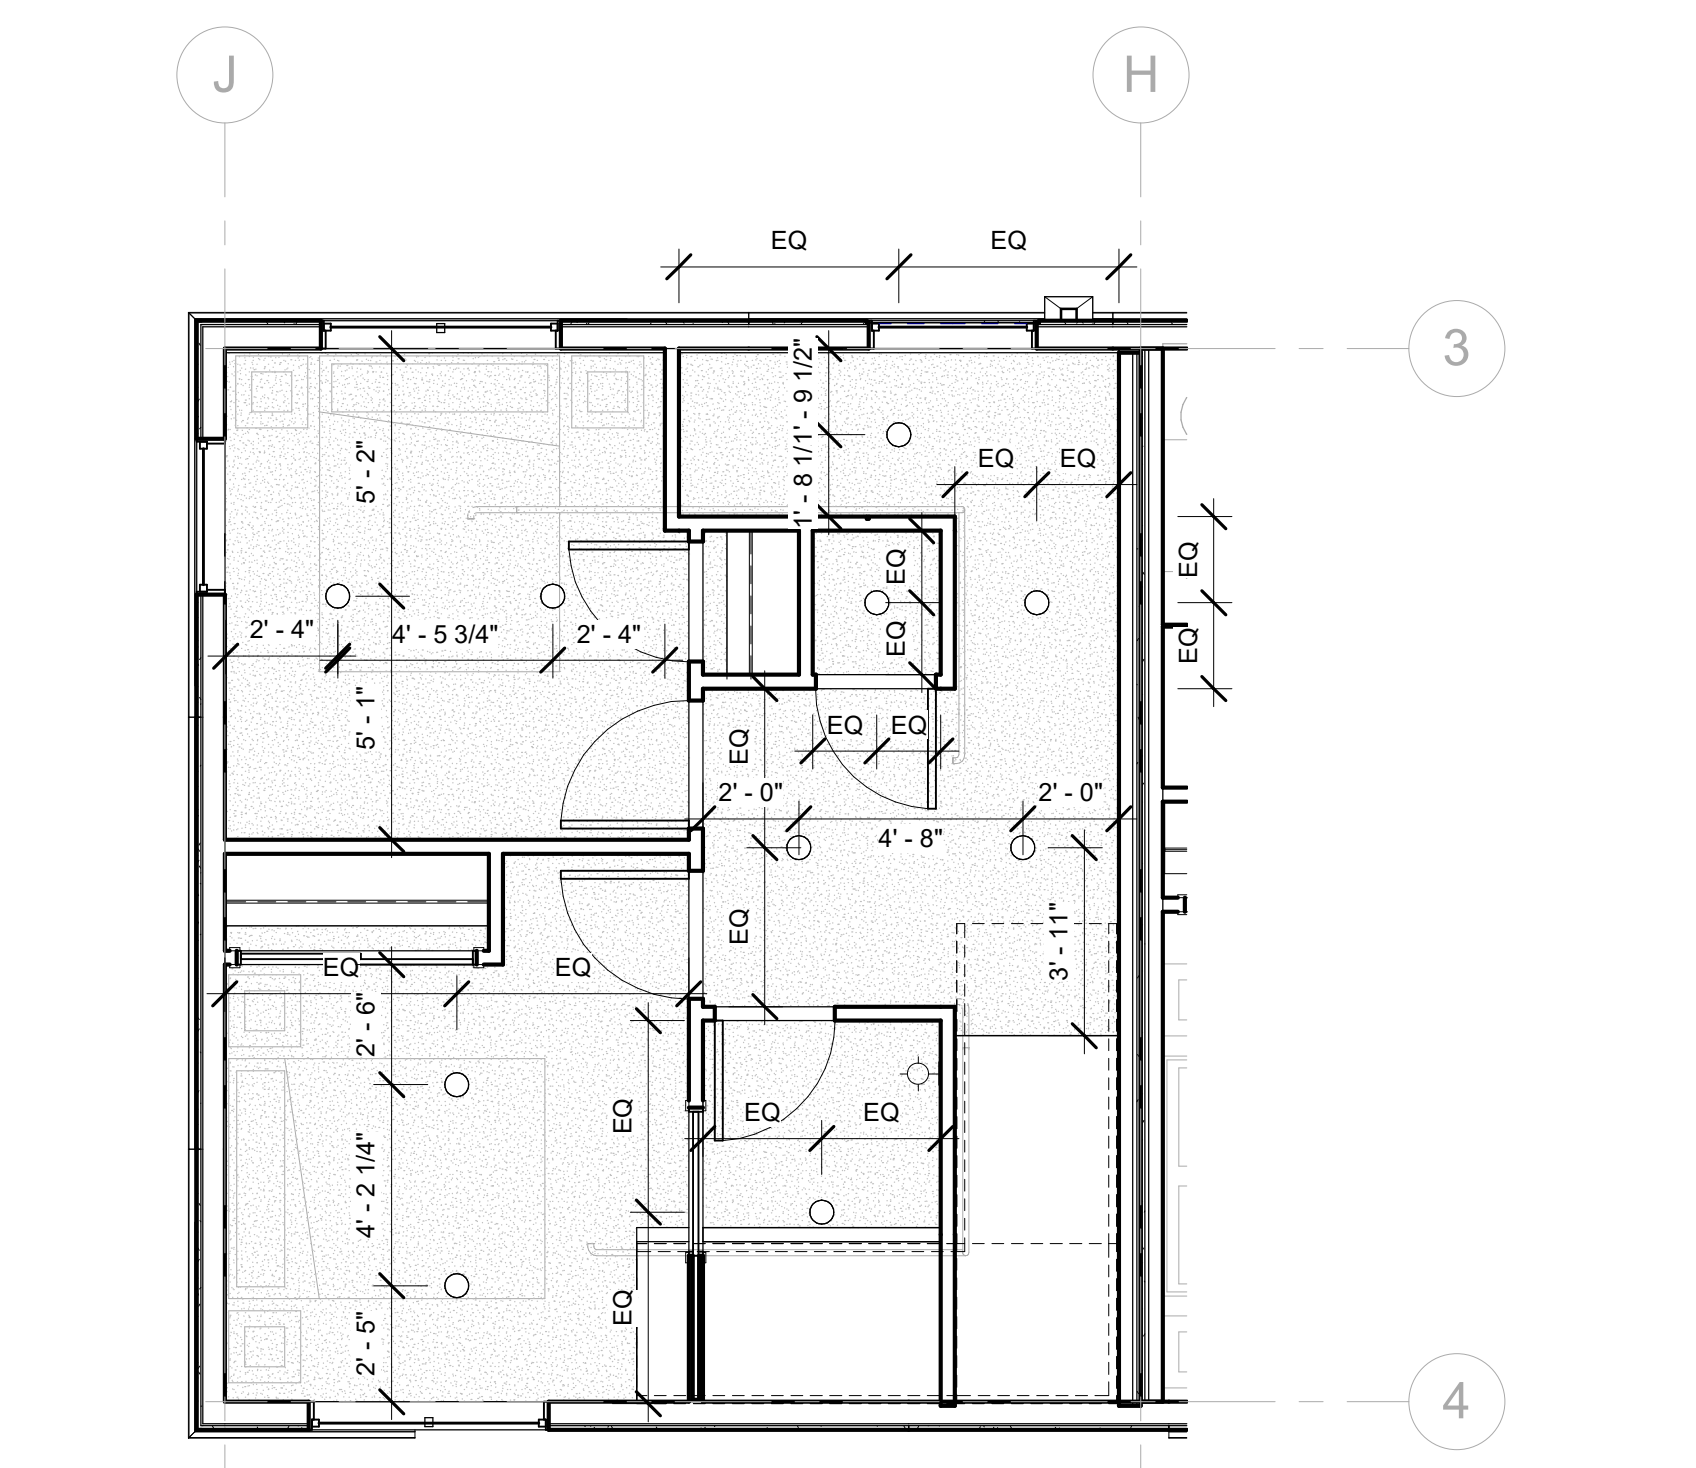 J
H
EQ
EQ
3
1' - 9 1/2"
5' - 2"
1' - 8 1/
EQ
EQ
EQ
EQ
EQ
EQ
2' - 4"
4' - 5 3/4"
2' - 4"
5' - 1"
EQ
EQ
EQ
2' - 0"
2' - 0"
4' - 8"
EQ
3' - 11"
EQ
EQ
2' - 6"
EQ
EQ
EQ
4' - 2 1/4"
EQ
2' - 5"
4